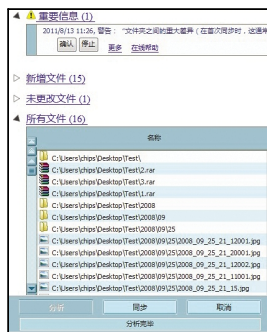 重要信息 (1)
2011/8/13 11:26, 警告: "文件夹之间的重大差异 (在首次同步时, 这通常
确认 停止 更多 在线帮助
新增文件 (15)
未更改文件 (1)
所有文件 (16)
名称
C:\Users\chips\Desktop\Test\
C:\Users\chips\Desktop\Test\2.rar
C:\Users\chips\Desktop\Test\3.rar
C:\Users\chips\Desktop\Test\1.rar
C:\Users\chips\Desktop\Test\2008
C:\Users\chips\Desktop\Test\2008\09
C:\Users\chips\Desktop\Test\2008\09\25
C:\Users\chips\Desktop\Test\2008\09\25\2008_09_25_21_12001.jpg
C:\Users\chips\Desktop\Test\2008\09\25\2008_09_25_21_20001.jpg
C:\Users\chips\Desktop\Test\2008\09\25\2008_09_25_21_12002.jpg
C:\Users\chips\Desktop\Test\2008\09\25\2008_09_25_21_11001.jpg
C:\Users\chips\Desktop\Test\2008\09\25\2008_09_25_21_15.jpg
分析 同步 取消
分析完毕